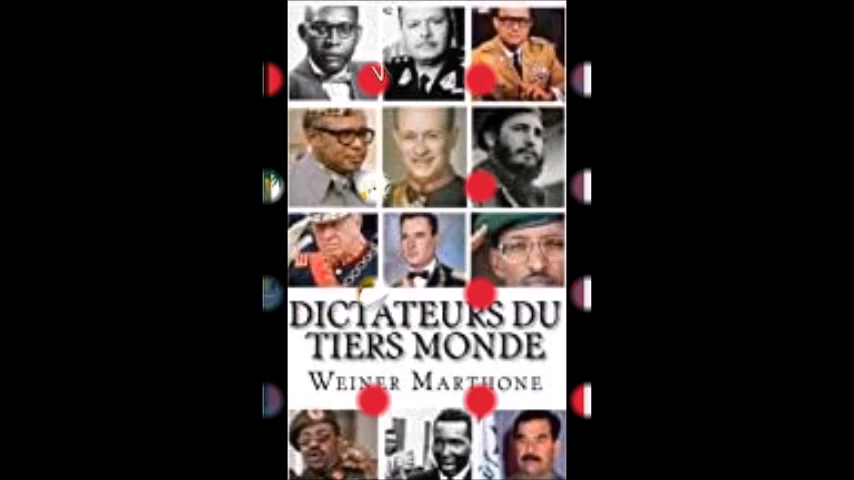 DICTATEURS DU
TIERS MONDE
WEINER MARTHONE